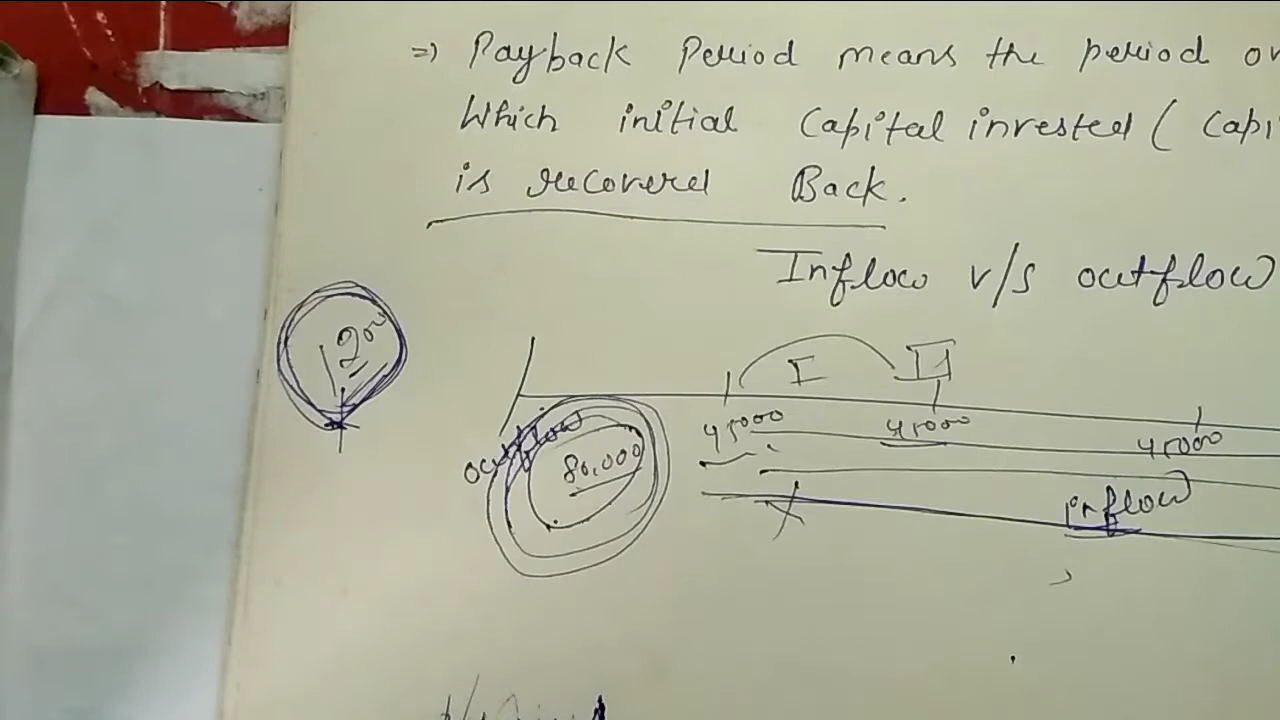 =) Payback Period means the period ov
Which initial Capital invested ( Capi
is recovered Back.
Inflow v/s outflow
I II
45000 45000 45000
outflow
80,000
inflow